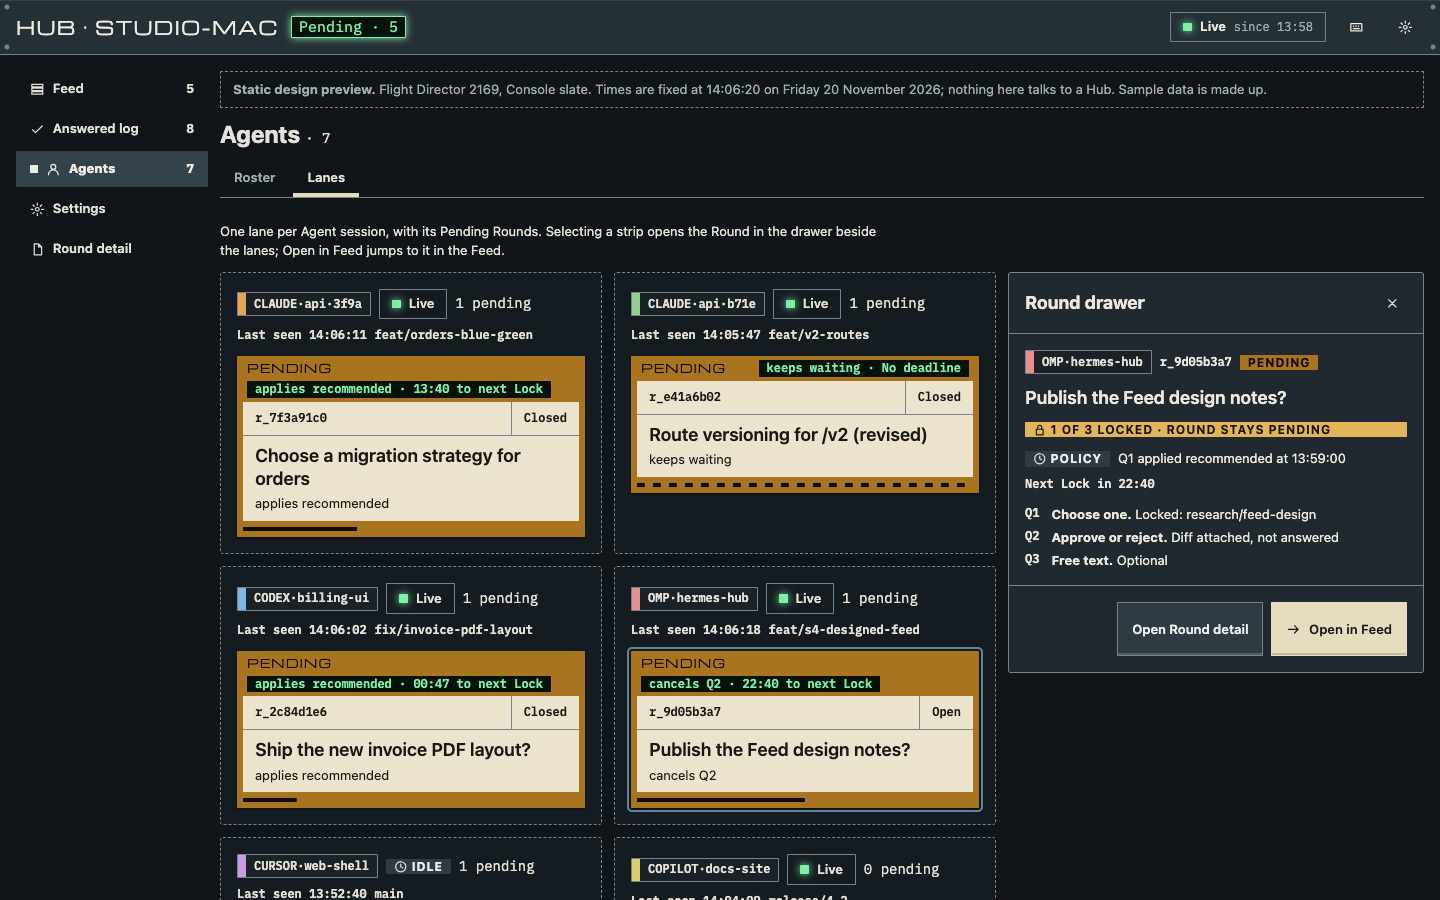 HUB · STUDIO-MAC
Pending · 5
Live since 13:58
Feed 5
Answered log 8
Agents 7
Settings
Round detail
Static design preview. Flight Director 2169, Console slate. Times are fixed at 14:06:20 on Friday 20 November 2026; nothing here talks to a Hub. Sample data is made up.
Agents · 7
Roster
Lanes
One lane per Agent session, with its Pending Rounds. Selecting a strip opens the Round in the drawer beside
the lanes; Open in Feed jumps to it in the Feed.
CLAUDE·api·3f9a Live 1 pending
Last seen 14:06:11 feat/orders-blue-green
PENDING
applies recommended · 13:40 to next Lock
r_7f3a91c0 Closed
Choose a migration strategy for
orders
applies recommended
CLAUDE·api·b71e Live 1 pending
Last seen 14:05:47 feat/v2-routes
PENDING keeps waiting · No deadline
r_e41a6b02 Closed
Route versioning for /v2 (revised)
keeps waiting
CODEX·billing-ui Live 1 pending
Last seen 14:06:02 fix/invoice-pdf-layout
PENDING
applies recommended · 00:47 to next Lock
r_2c84d1e6 Closed
Ship the new invoice PDF layout?
applies recommended
OMP·hermes-hub Live 1 pending
Last seen 14:06:18 feat/s4-designed-feed
PENDING
cancels Q2 · 22:40 to next Lock
r_9d05b3a7 Open
Publish the Feed design notes?
cancels Q2
CURSOR·web-shell IDLE 1 pending
Last seen 13:52:40 main
COPILOT·docs-site Live 0 pending
Round drawer
OMP·hermes-hub r_9d05b3a7 PENDING
Publish the Feed design notes?
1 OF 3 LOCKED · ROUND STAYS PENDING
POLICY Q1 applied recommended at 13:59:00
Next Lock in 22:40
Q1 Choose one. Locked: research/feed-design
Q2 Approve or reject. Diff attached, not answered
Q3 Free text. Optional
Open Round detail
→ Open in Feed